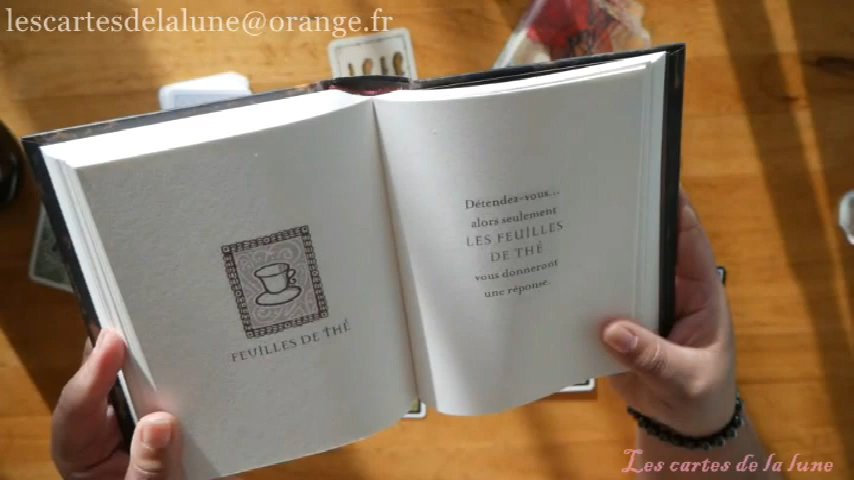 lescartesdelalune@orange.fr
FEUILLES DE THÉ
Détendez-vous...
alors seulement
LES FEUILLES
DE THÉ
vous donneront
une réponse.
Les cartes de la lune